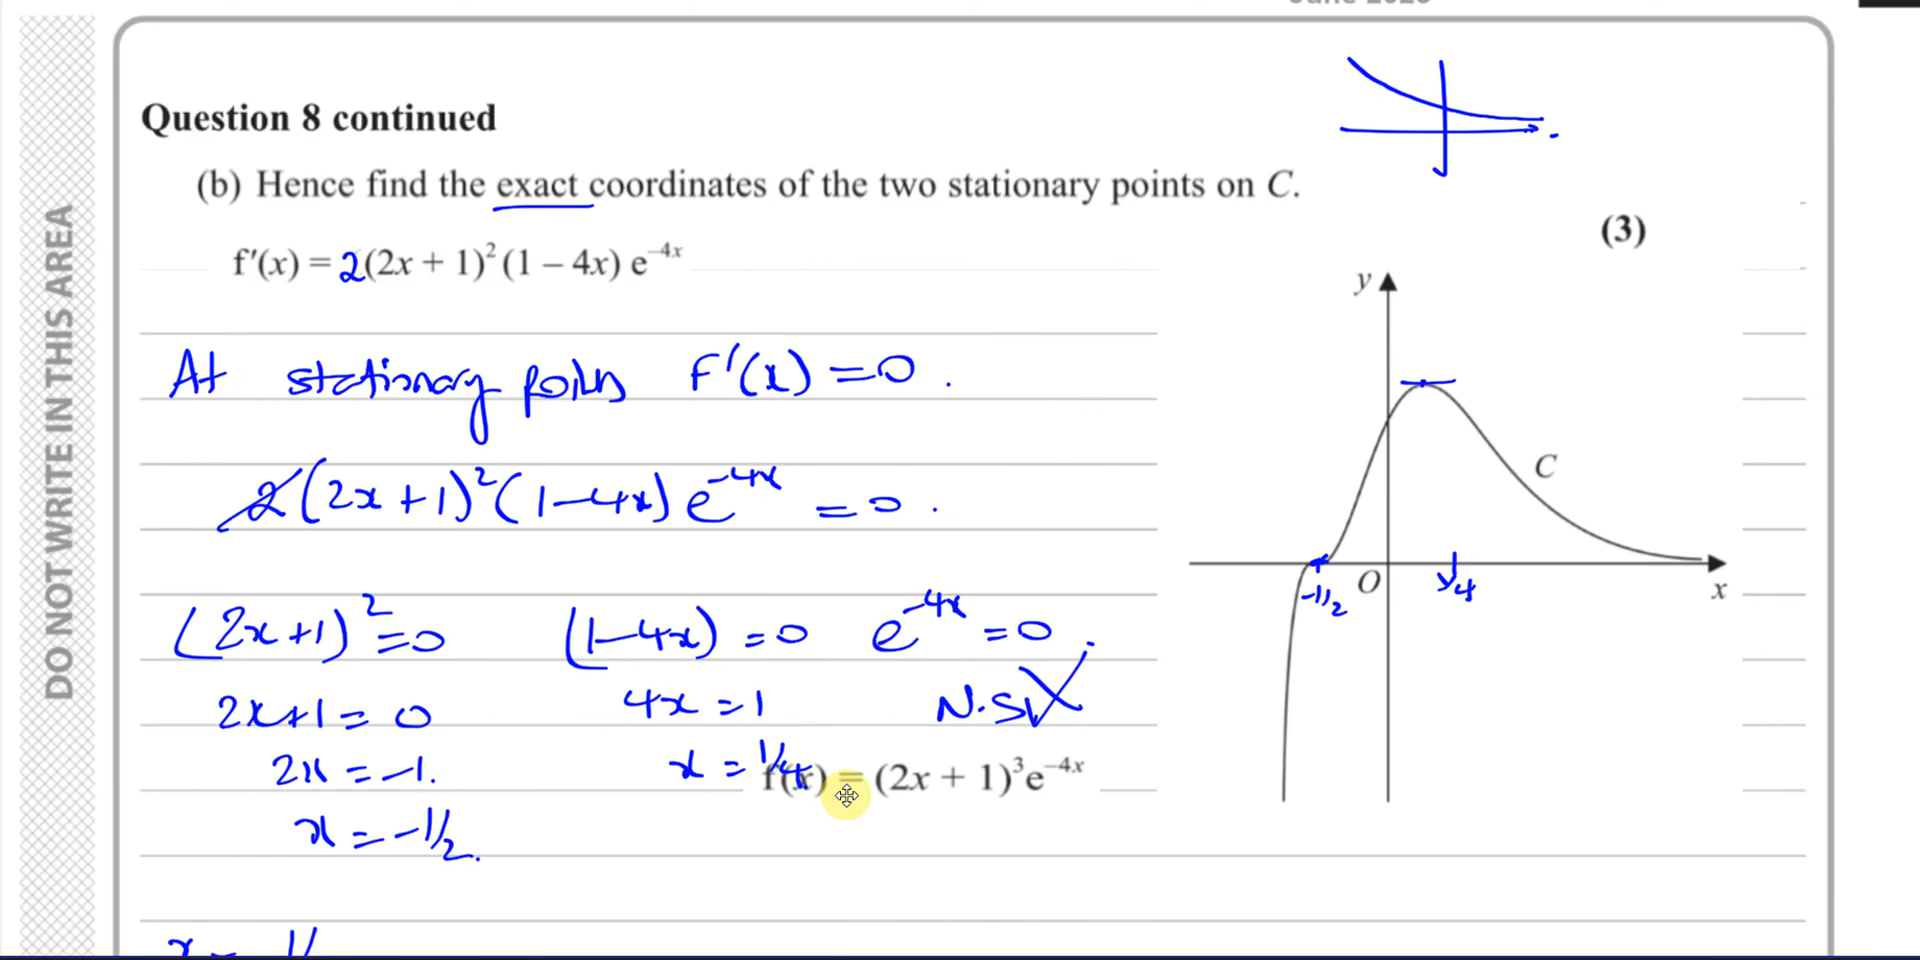 Question 8 continued
(b) Hence find the exact coordinates of the two stationary points on C.
(3)
f'(x) = 2(2x + 1)² (1 – 4x) e⁻⁴ˣ
At stationary points f'(x) = 0.
2(2x+1)²(1-4x) e⁻⁴ˣ = 0.
(2x+1)² = 0 (1-4x) = 0 e⁻⁴ˣ = 0
2x+1 = 0 4x = 1 N.S
2x = -1. x = 1/4 f(x) = (2x + 1)³e⁻⁴ˣ
x = -1/2.
y
C
O
-1/2
1/4
x
DO NOT WRITE IN THIS AREA